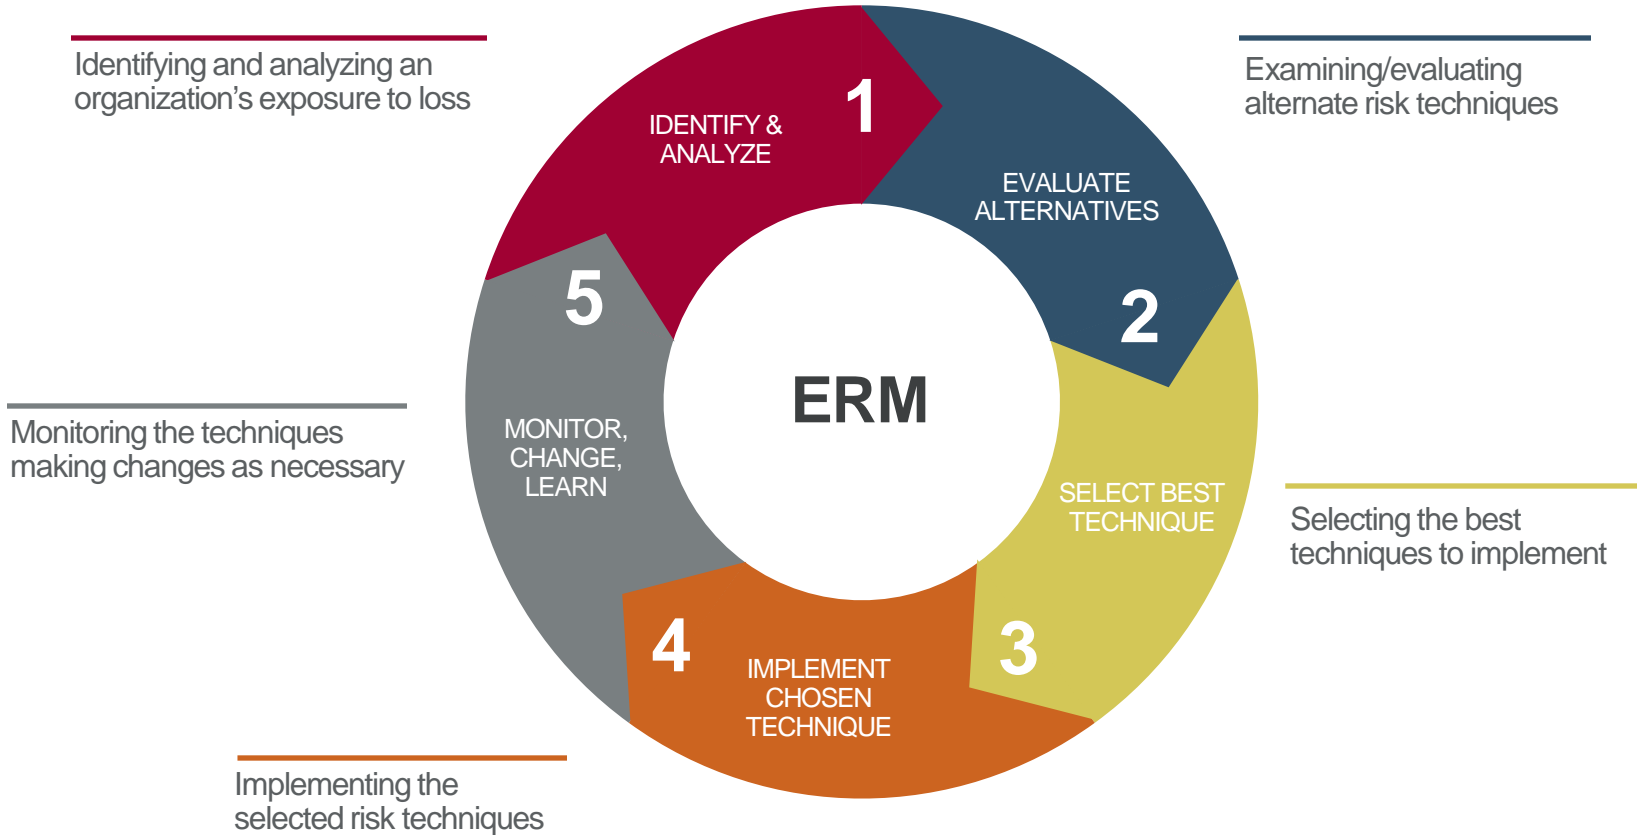 Identifying and analyzing an
organization’s exposure to loss
1
IDENTIFY &
ANALYZE
Examining/evaluating
alternate risk techniques
EVALUATE
ALTERNATIVES
2
Selecting the best
techniques to implement
SELECT BEST
TECHNIQUE
3
Implementing the
selected risk techniques
IMPLEMENT
CHOSEN
TECHNIQUE
4
Monitoring the techniques
making changes as necessary
MONITOR,
CHANGE,
LEARN
5
ERM